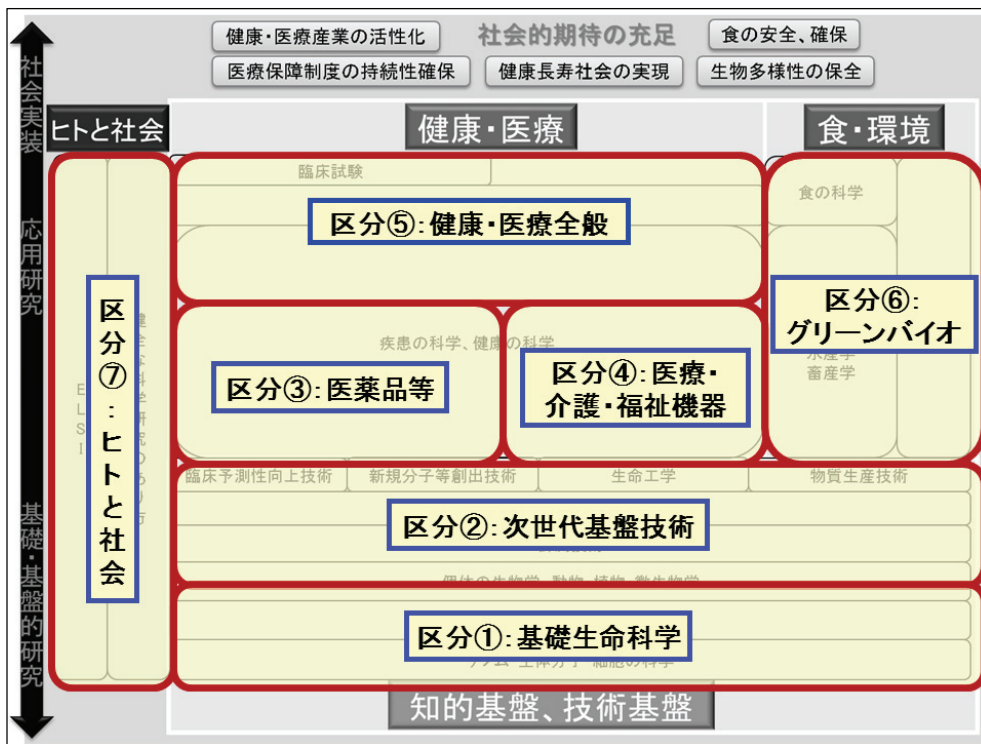 健康・医療産業の活性化
社会的期待の充足
食の安全、確保
医療保障制度の持続性確保
健康長寿社会の実現
生物多様性の保全
社会実装
応用研究
基礎・基盤的研究
ヒトと社会
健康・医療
食・環境
臨床試験
食の科学
区分⑤:健康・医療全般
区分⑥:
グリーンバイオ
畜産学
疾患の科学、健康の科学
区分③:医薬品等
区分④:医療・
介護・福祉機器
区分⑦:ヒトと社会
ELSI
臨床予測性向上技術
新規分子等創出技術
生命工学
物質生産技術
区分②:次世代基盤技術
区分①:基礎生命科学
知的基盤、技術基盤